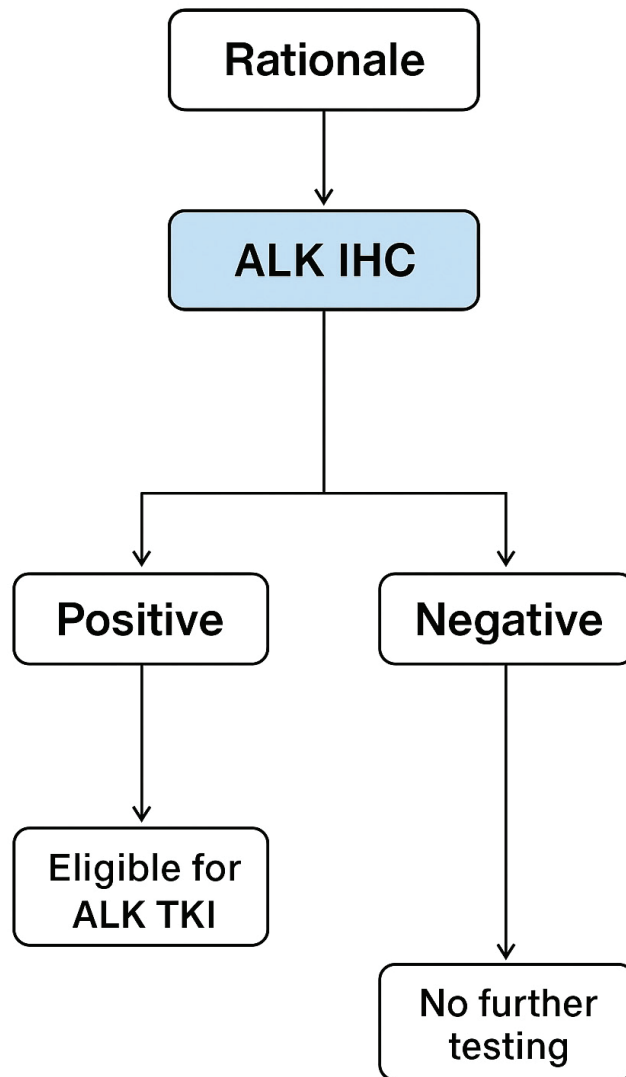 Rationale
ALK IHC
Positive
Negative
Eligible for
ALK TKI
No further
testing